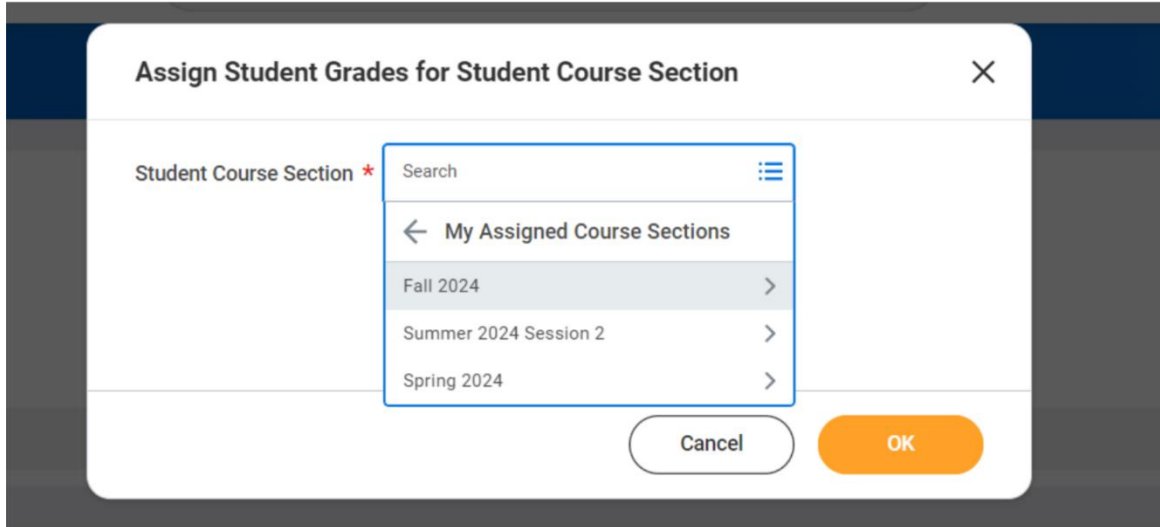 Assign Student Grades for Student Course Section
Student Course Section *
Search
My Assigned Course Sections
Fall 2024
Summer 2024 Session 2
Spring 2024
Cancel
OK